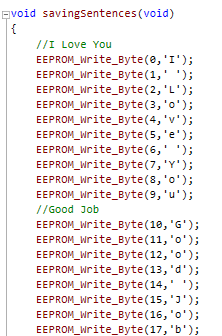 void savingSentences(void)
{
//I Love You
EEPROM_Write_Byte(0,'I');
EEPROM_Write_Byte(1,' ');
EEPROM_Write_Byte(2,'L');
EEPROM_Write_Byte(3,'o');
EEPROM_Write_Byte(4,'v');
EEPROM_Write_Byte(5,'e');
EEPROM_Write_Byte(6,' ');
EEPROM_Write_Byte(7,'Y');
EEPROM_Write_Byte(8,'o');
EEPROM_Write_Byte(9,'u');
//Good Job
EEPROM_Write_Byte(10,'G');
EEPROM_Write_Byte(11,'o');
EEPROM_Write_Byte(12,'o');
EEPROM_Write_Byte(13,'d');
EEPROM_Write_Byte(14,' ');
EEPROM_Write_Byte(15,'J');
EEPROM_Write_Byte(16,'o');
EEPROM_Write_Byte(17,'b');